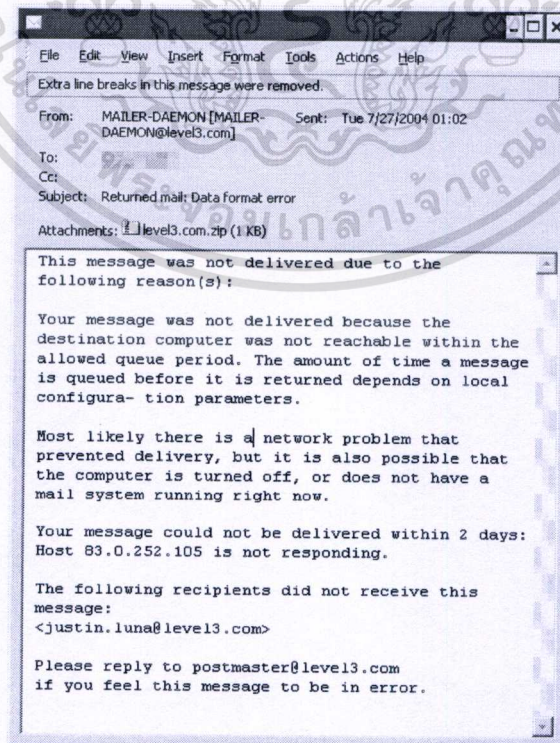 File Edit View Insert Format Tools Actions Help
Extra line breaks in this message were removed.
From: MAILER-DAEMON [MAILER- Sent: Tue 7/27/2004 01:02
DAEMON@level3.com]
To:
Cc:
Subject: Returned mail: Data format error
Attachments: level3.com.zip (1 KB)
This message was not delivered due to the
following reason(s):
Your message was not delivered because the
destination computer was not reachable within the
allowed queue period. The amount of time a message
is queued before it is returned depends on local
configura- tion parameters.
Most likely there is a network problem that
prevented delivery, but it is also possible that
the computer is turned off, or does not have a
mail system running right now.
Your message could not be delivered within 2 days:
Host 83.0.252.105 is not responding.
The following recipients did not receive this
message:
<justin.luna@level3.com>
Please reply to postmaster@level3.com
if you feel this message to be in error.